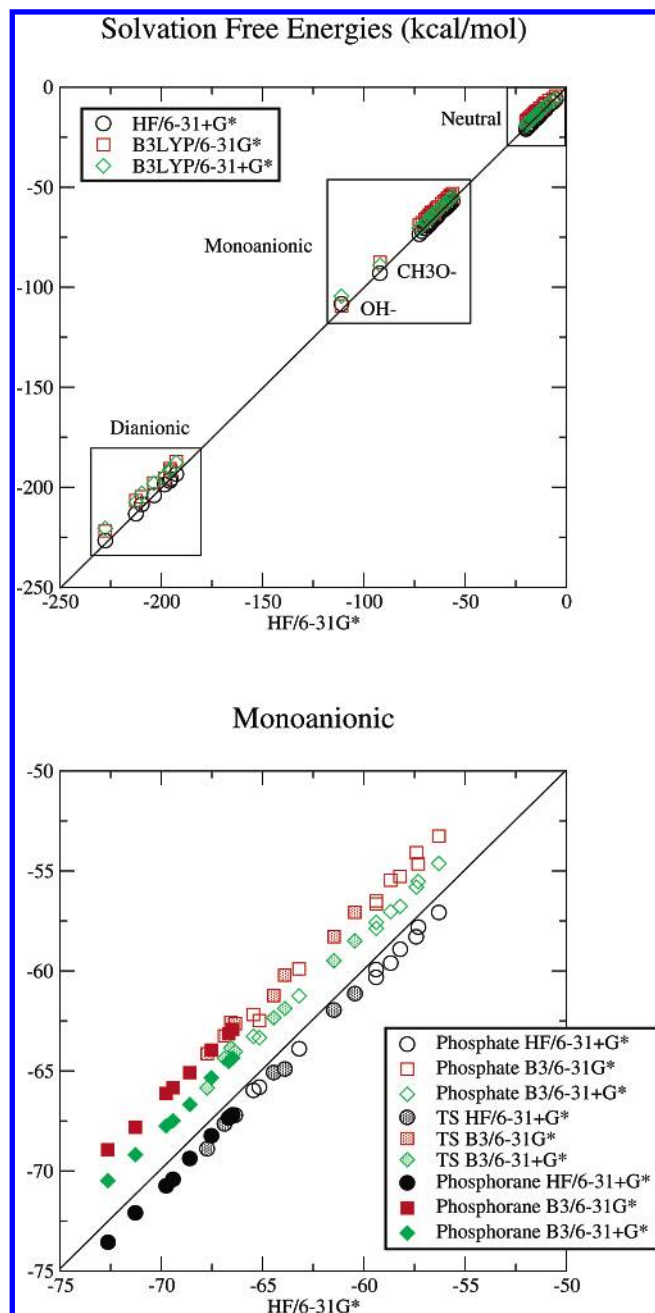 Solvation Free Energies (kcal/mol)
0
-50
-100
-150
-200
-250
HF/6-31+G*
B3LYP/6-31G*
B3LYP/6-31+G*
Neutral
Monoanionic
CH3O-
OH-
Dianionic
-250 -200 -150 -100 -50 0
HF/6-31G*
Monoanionic
-50
-55
-60
-65
-70
-75
Phosphate HF/6-31+G*
Phosphate B3/6-31G*
Phosphate B3/6-31+G*
TS HF/6-31+G*
TS B3/6-31G*
TS B3/6-31+G*
Phosphorane HF/6-31+G*
Phosphorane B3/6-31G*
Phosphorane B3/6-31+G*
-75 -70 -65 -60 -55 -50
HF/6-31G*